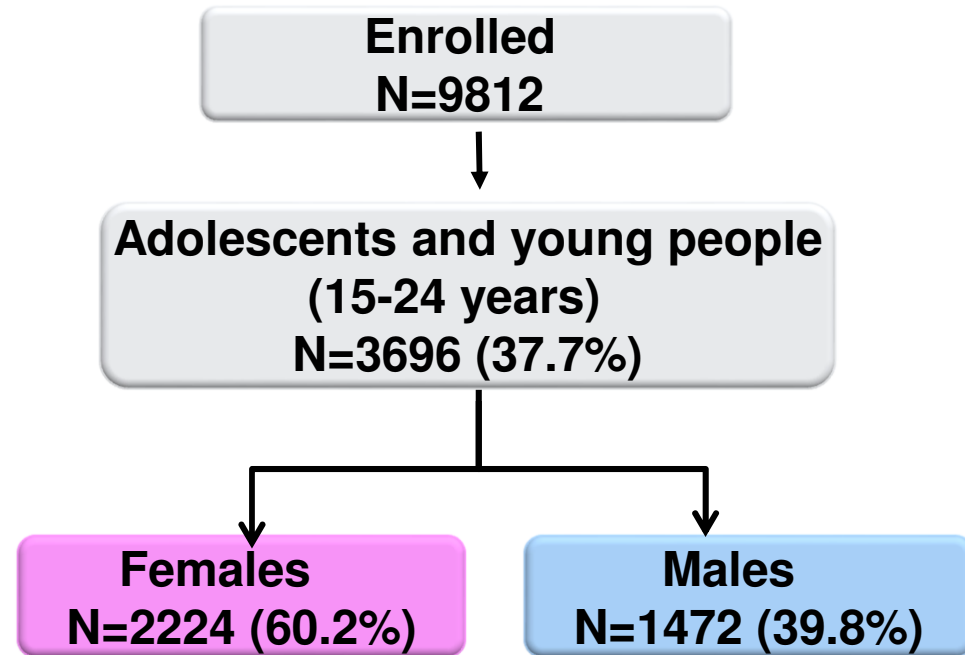 Enrolled
N=9812
Adolescents and young people
(15-24 years)
N=3696 (37.7%)
Females
N=2224 (60.2%)
Males
N=1472 (39.8%)